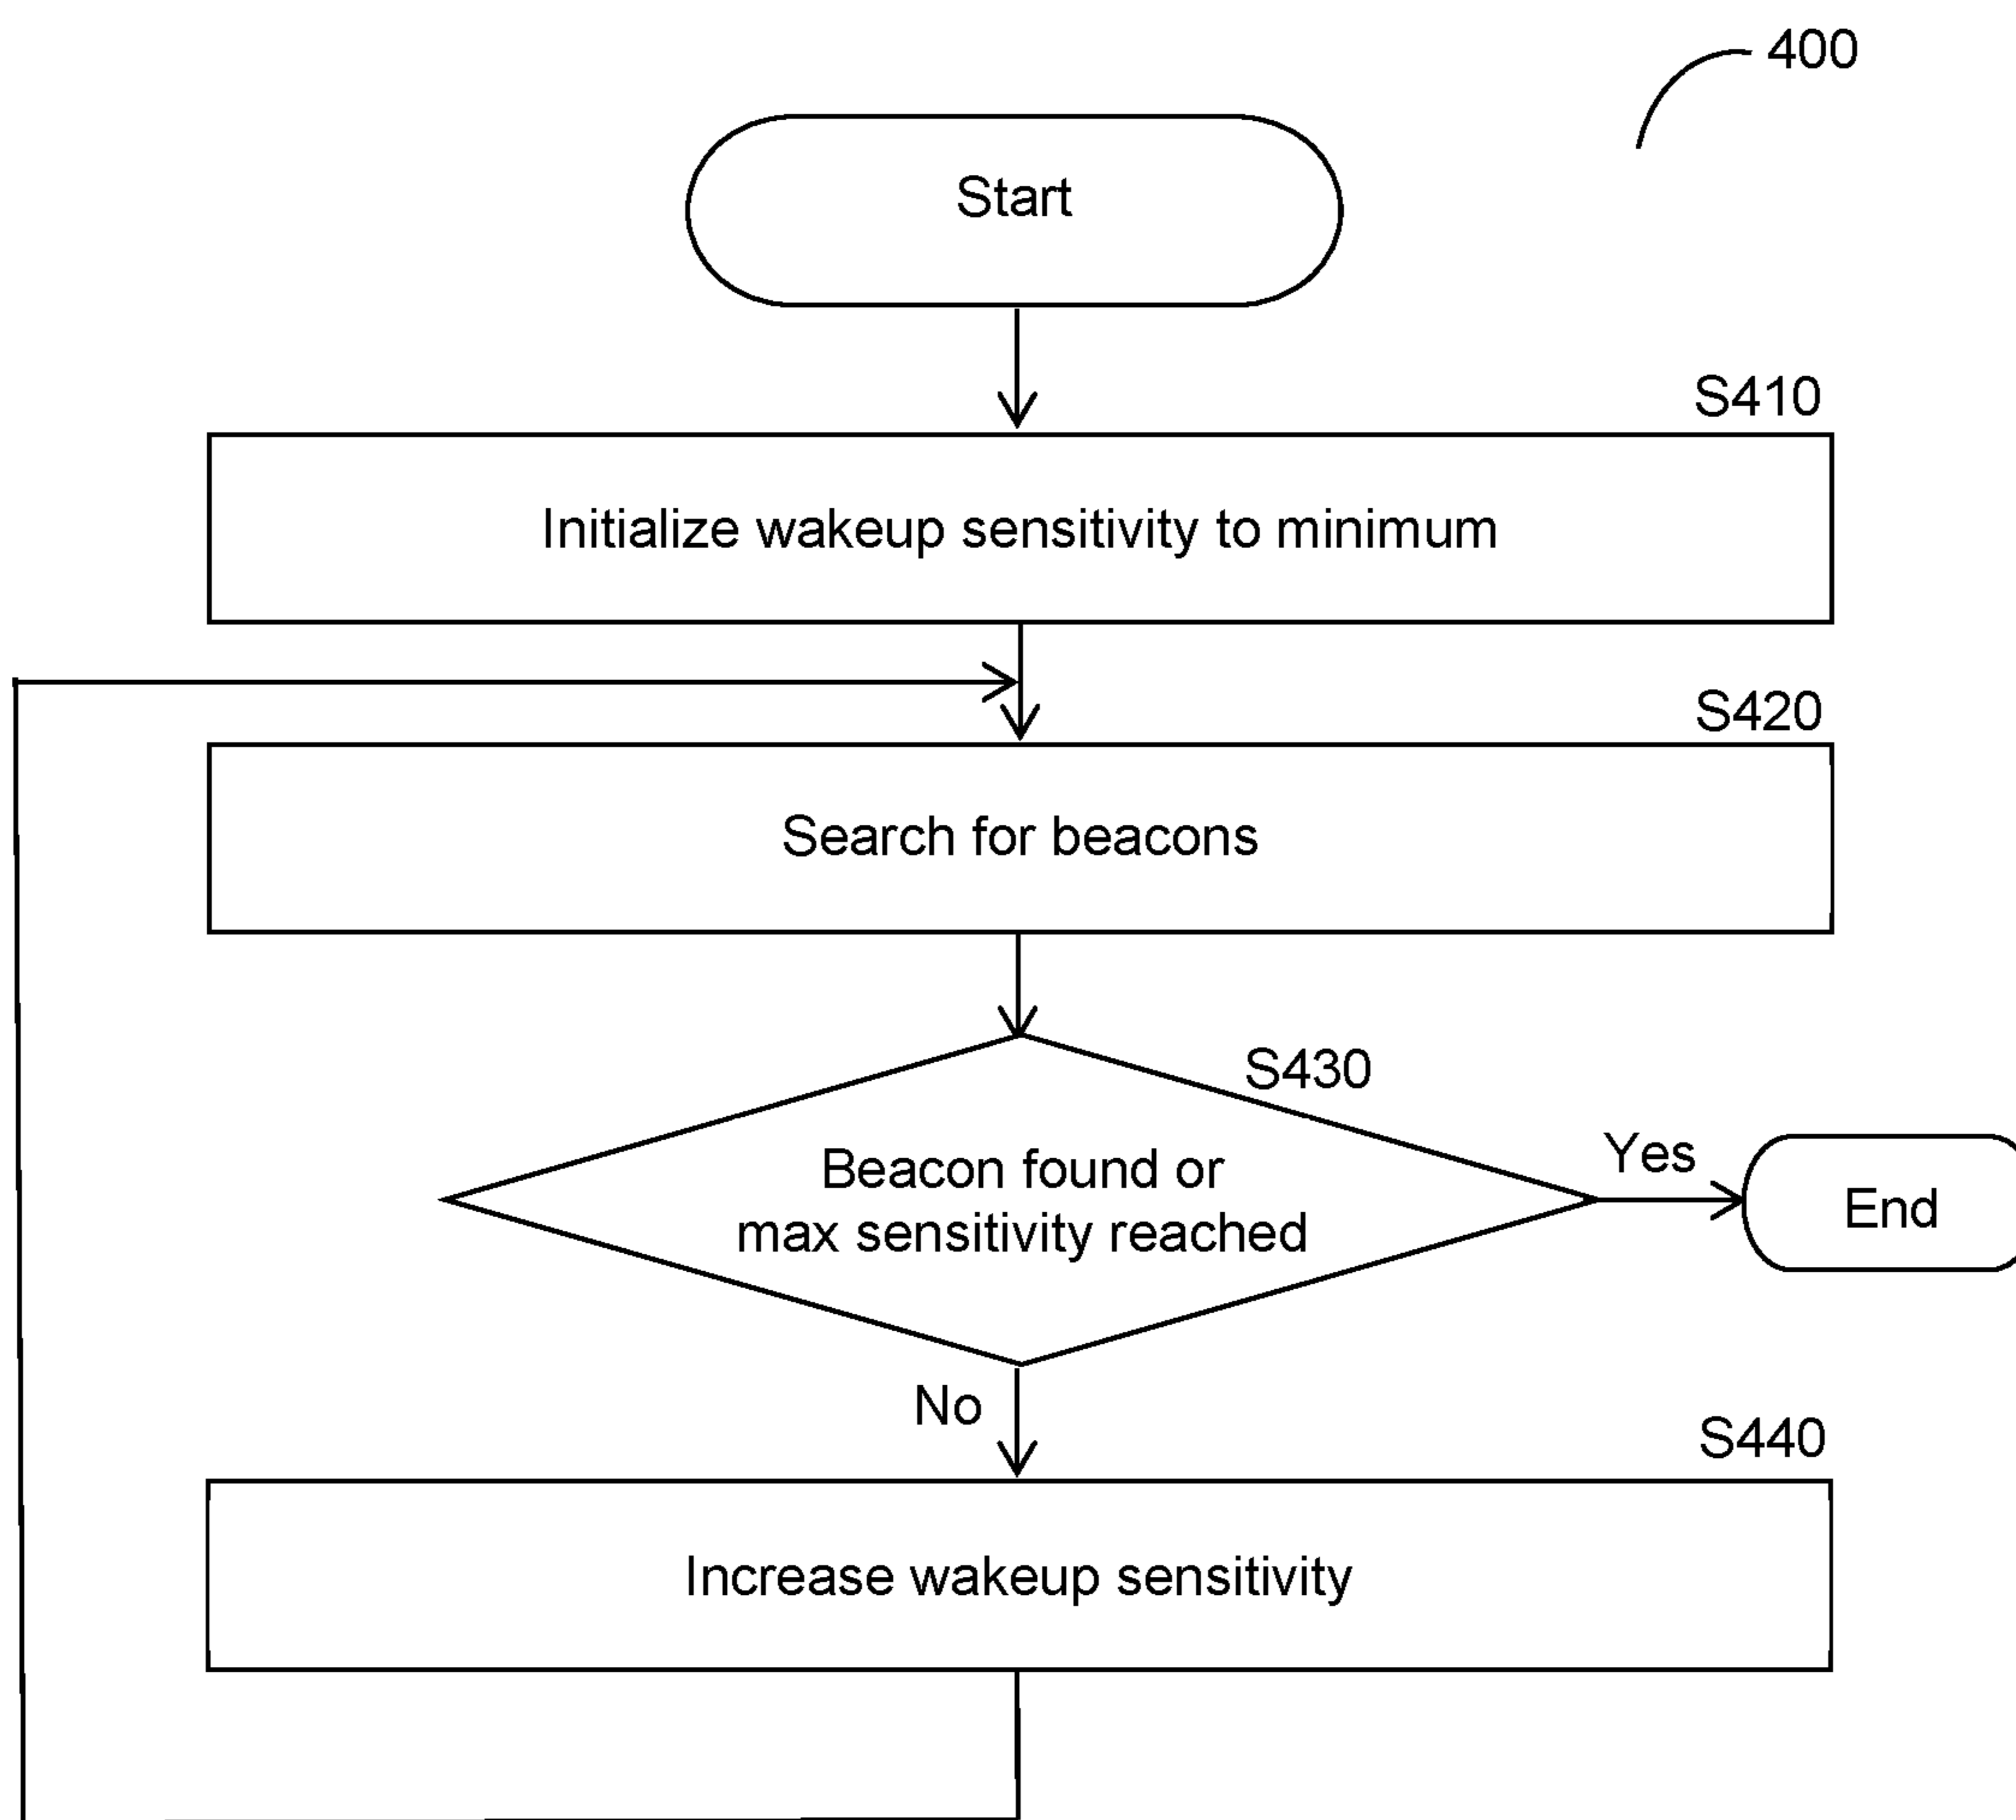 400
Start
S410
Initialize wakeup sensitivity to minimum
S420
Search for beacons
S430
Beacon found or
max sensitivity reached
Yes
End
No
S440
Increase wakeup sensitivity